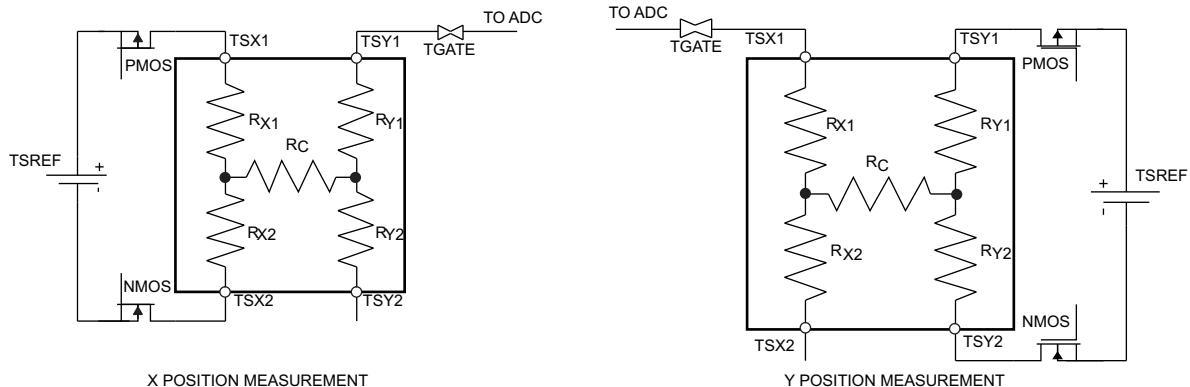 TO ADC
TSX1
TSY1
TGATE
PMOS
RX1
RY1
RC
TSREF
+
-
RX2
RY2
NMOS
TSX2
TSY2
X POSITION MEASUREMENT
TO ADC
TGATE
TSX1
TSY1
PMOS
RX1
RY1
RC
TSREF
+
-
RX2
RY2
NMOS
TSX2
TSY2
Y POSITION MEASUREMENT